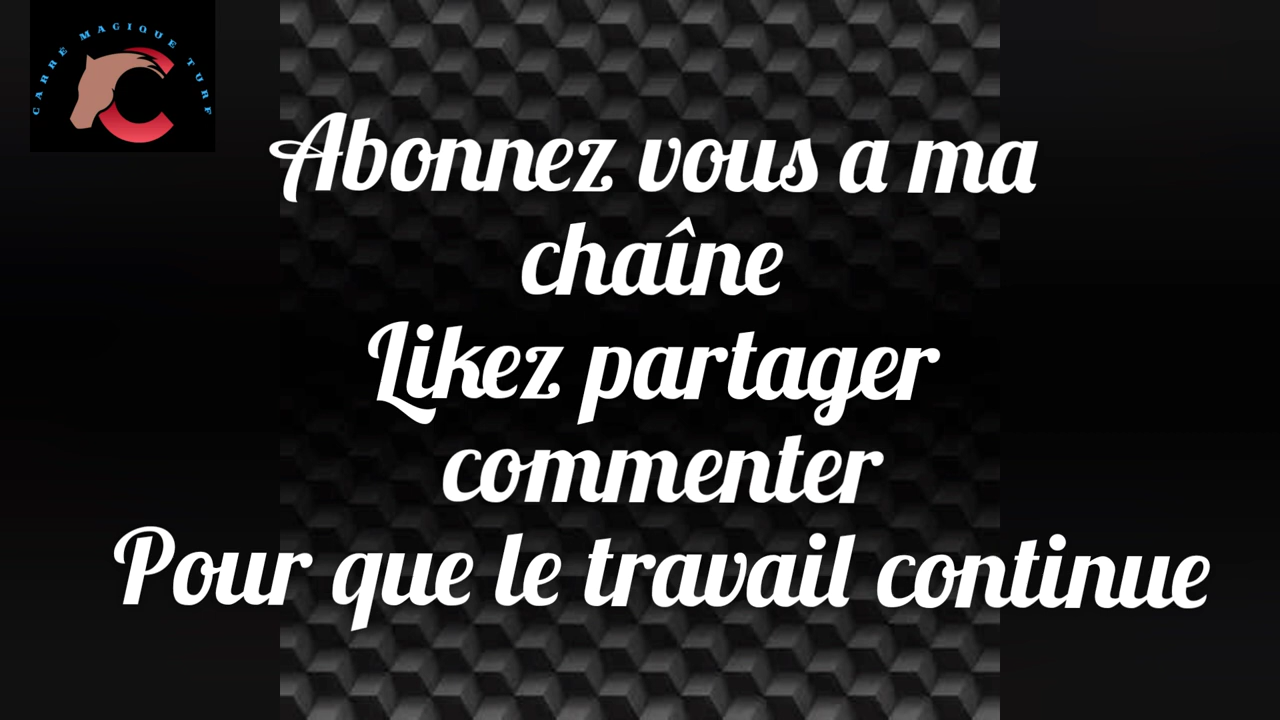 CARRÉ MAGIQUE TURF
Abonnez vous a ma
chaîne
Likez partager
commenter
Pour que le travail continue